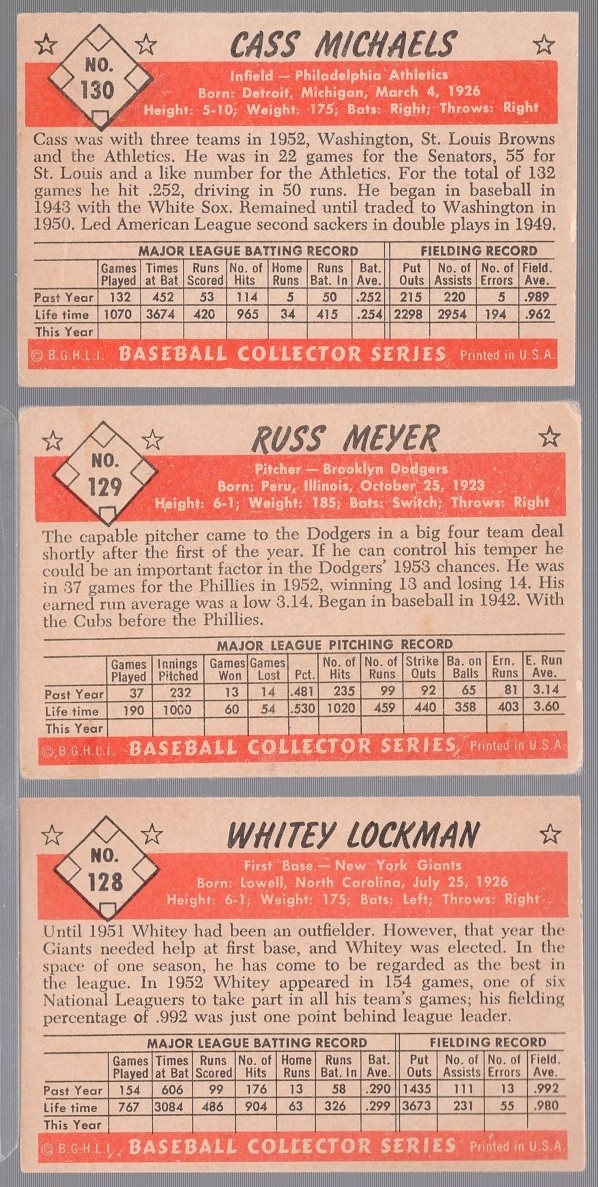 CASS MICHAELS
NO.
130
Infield — Philadelphia Athletics
Born: Detroit, Michigan, March 4, 1926
Height: 5-10; Weight: 175; Bats: Right; Throws: Right
Cass was with three teams in 1952, Washington, St. Louis Browns
and the Athletics. He was in 22 games for the Senators, 55 for
St. Louis and a like number for the Athletics. For the total of 132
games he hit .252, driving in 50 runs. He began in baseball in
1943 with the White Sox. Remained until traded to Washington in
1950. Led American League second sackers in double plays in 1949.
MAJOR LEAGUE BATTING RECORD FIELDING RECORD
Games Times Runs No. of Home Runs Bat. Put No. of No. of Field.
Played at Bat Scored Hits Runs Bat. In Ave. Outs Assists Errors Ave.
Past Year 132 452 53 114 5 50 .252 215 220 5 .989
Life time 1070 3674 420 965 34 415 .254 2298 2954 194 .962
This Year
© B.G.H.L.I. BASEBALL COLLECTOR SERIES Printed in U.S.A.
RUSS MEYER
NO.
129
Pitcher — Brooklyn Dodgers
Born: Peru, Illinois, October 25, 1923
Height: 6-1; Weight: 185; Bats: Switch; Throws: Right
The capable pitcher came to the Dodgers in a big four team deal
shortly after the first of the year. If he can control his temper he
could be an important factor in the Dodgers' 1953 chances. He was
in 37 games for the Phillies in 1952, winning 13 and losing 14. His
earned run average was a low 3.14. Began in baseball in 1942. With
the Cubs before the Phillies.
MAJOR LEAGUE PITCHING RECORD
Games Innings Games Games No. of No. of Strike Ba. on Ern. E. Run
Played Pitched Won Lost Pct. Hits Runs Outs Balls Runs Ave.
Past Year 37 232 13 14 .481 235 99 92 65 81 3.14
Life time 190 1000 60 54 .530 1020 459 440 358 403 3.60
This Year
© B.G.H.L.I. BASEBALL COLLECTOR SERIES Printed in U.S.A.
WHITEY LOCKMAN
NO.
128
First Base — New York Giants
Born: Lowell, North Carolina, July 25, 1926
Height: 6-1; Weight: 175; Bats: Left; Throws: Right
Until 1951 Whitey had been an outfielder. However, that year the
Giants needed help at first base, and Whitey was elected. In the
space of one season, he has come to be regarded as the best in
the league. In 1952 Whitey appeared in 154 games, one of six
National Leaguers to take part in all his team's games; his fielding
percentage of .992 was just one point behind league leader.
MAJOR LEAGUE BATTING RECORD FIELDING RECORD
Games Times Runs No. of Home Runs Bat. Put No. of No. of Field.
Played at Bat Scored Hits Runs Bat. In Ave. Outs Assists Errors Ave.
Past Year 154 606 99 176 13 58 .290 1435 111 13 .992
Life time 767 3084 486 904 63 326 .299 3673 231 55 .980
This Year
© B.G.H.L.I. BASEBALL COLLECTOR SERIES Printed in U.S.A.